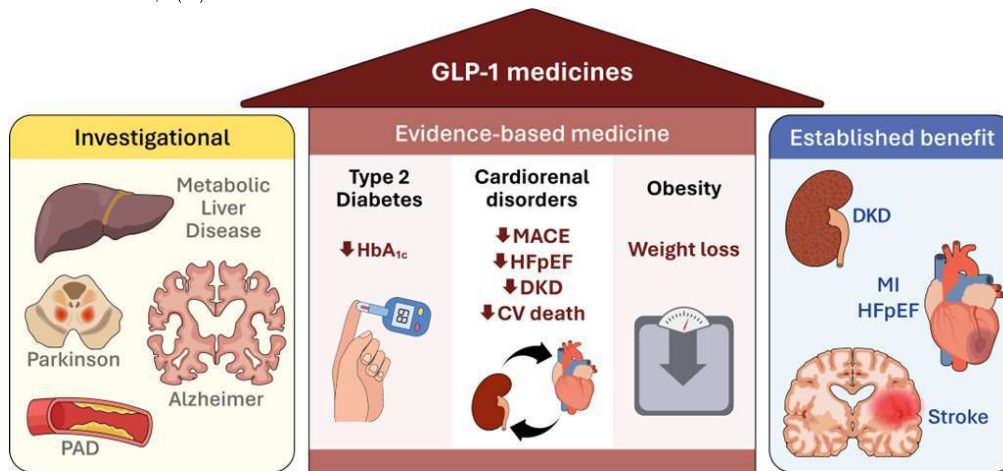 GLP-1 medicines
Investigational
Metabolic
Liver
Disease
Parkinson
Alzheimer
PAD
Evidence-based medicine
Type 2
Diabetes
HbA1c
Cardiorenal
disorders
MACE
HFpEF
DKD
CV death
Obesity
Weight loss
Established benefit
DKD
MI
HFpEF
Stroke